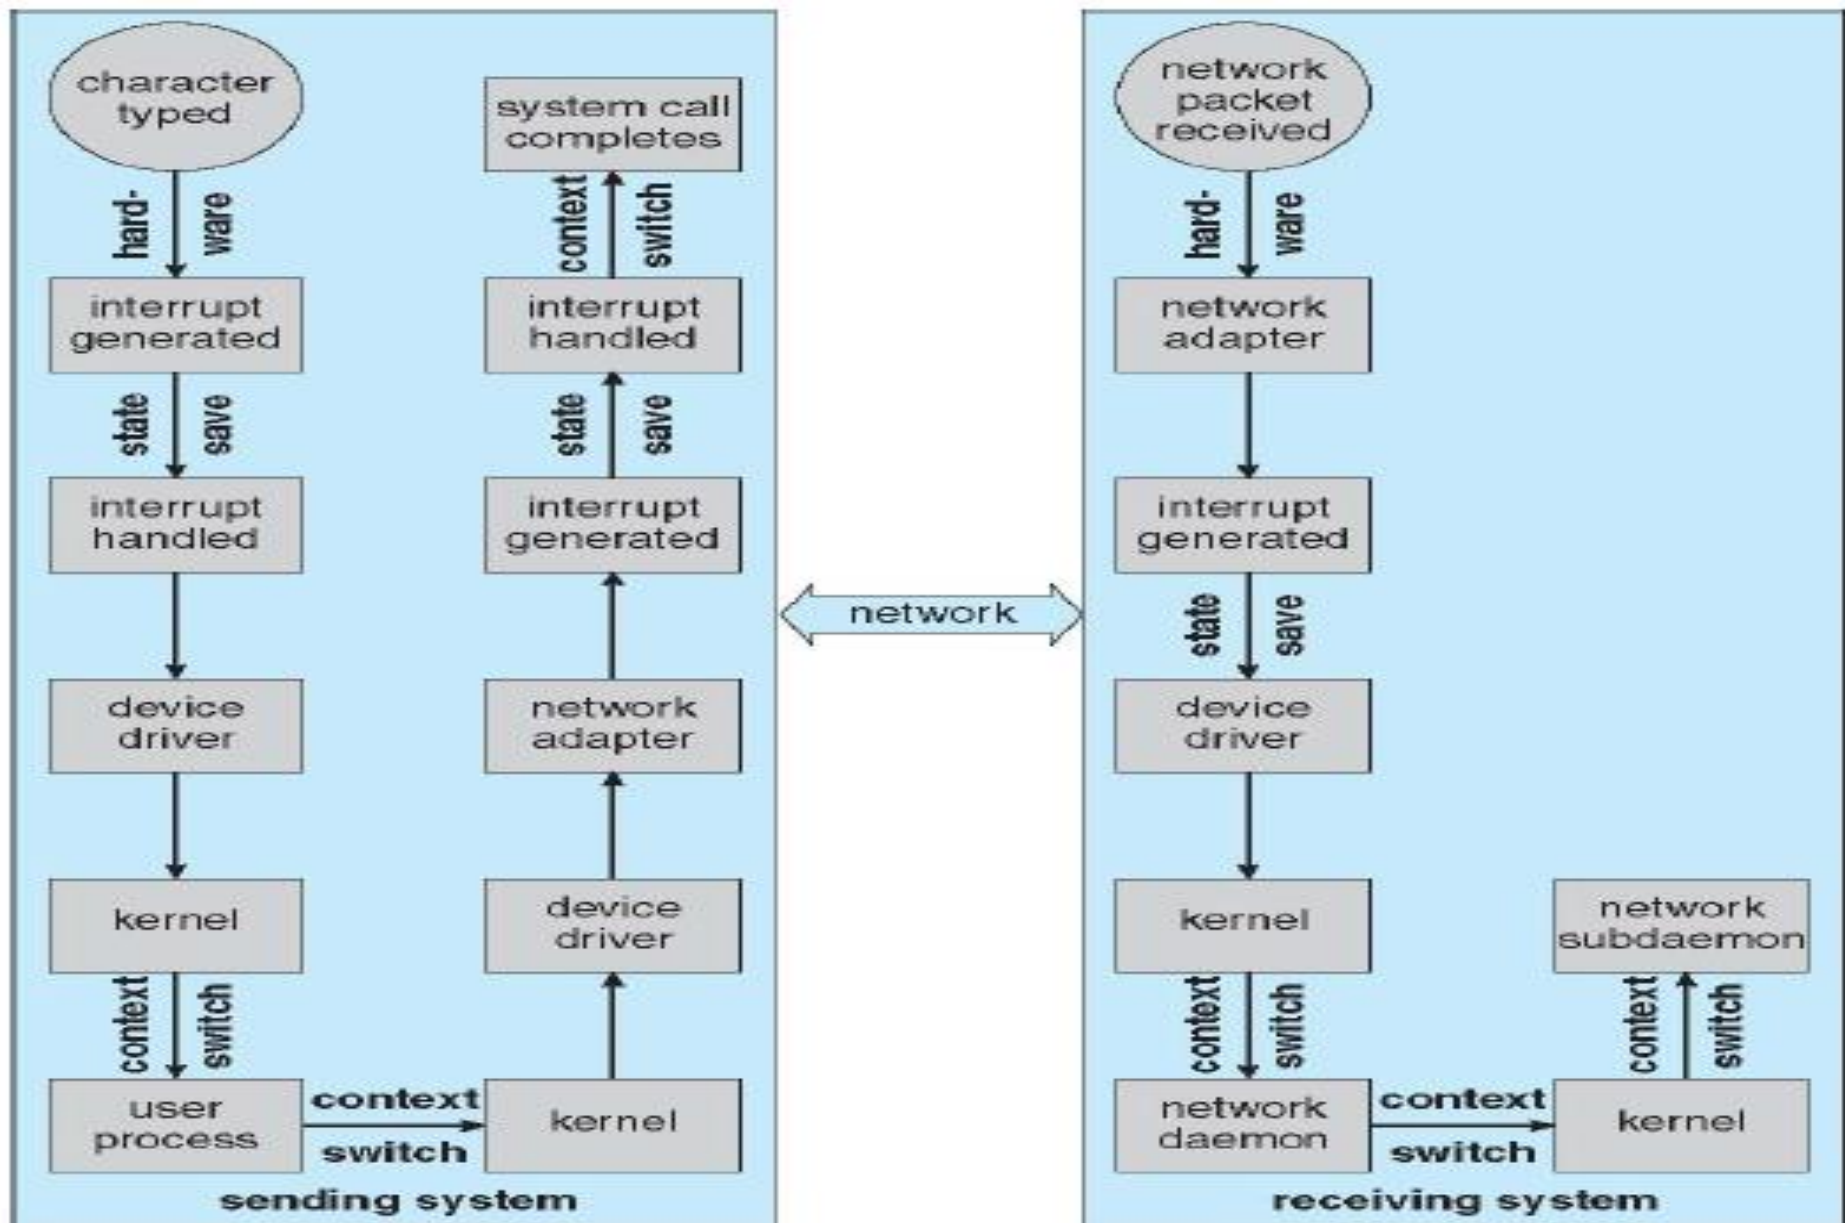 character
typed
hard-
ware
interrupt
generated
state
save
interrupt
handled
device
driver
kernel
context
switch
user
process
context
switch
kernel
device
driver
network
adapter
interrupt
generated
state
save
interrupt
handled
context
switch
system call
completes
sending system
network
network
packet
received
hard-
ware
network
adapter
interrupt
generated
state
save
device
driver
kernel
context
switch
network
daemon
context
switch
kernel
context
switch
network
subdaemon
receiving system